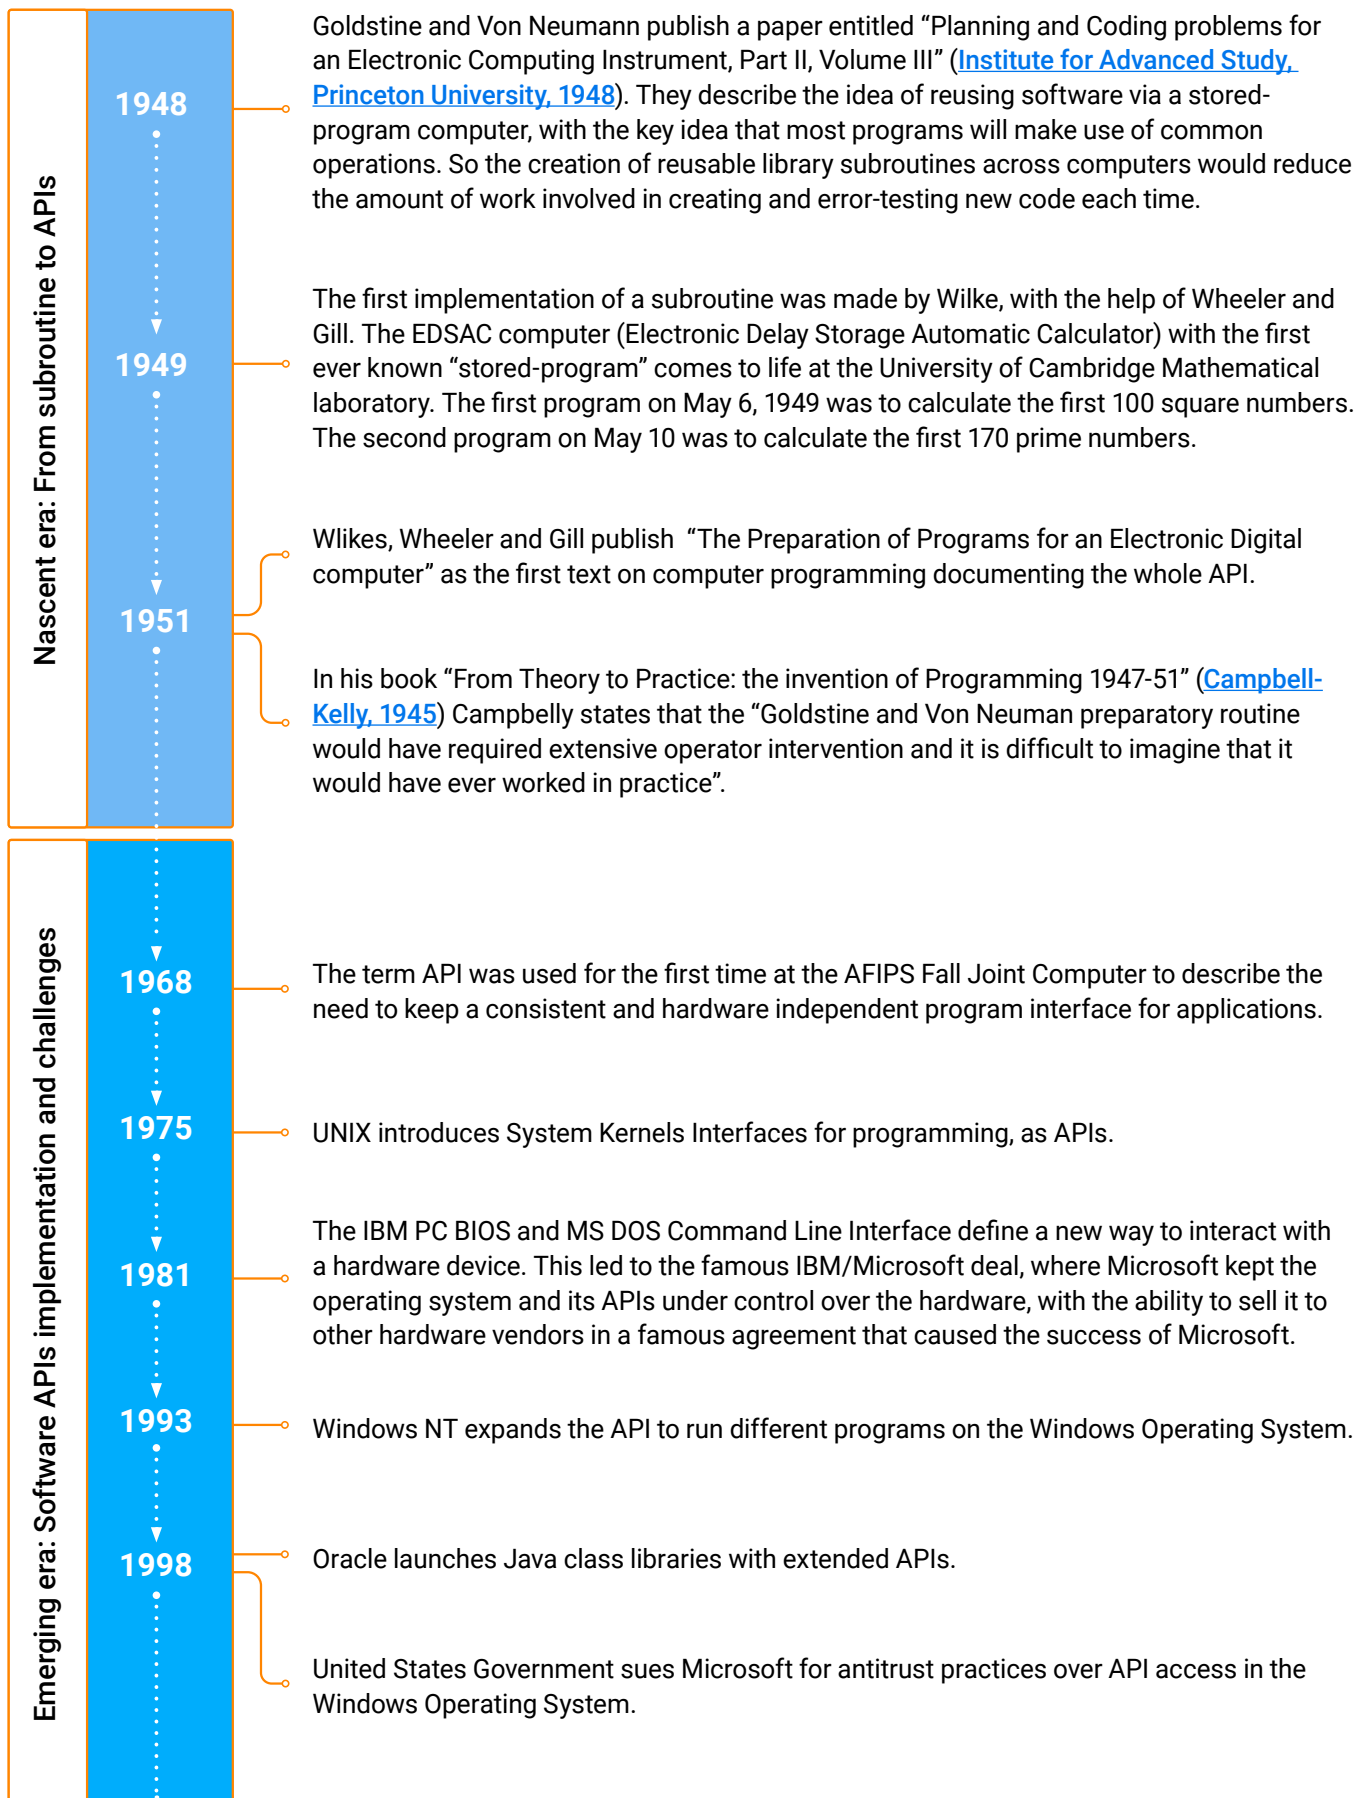 Nascent era: From subroutine to APIs
1948
Goldstine and Von Neumann publish a paper entitled “Planning and Coding problems for
an Electronic Computing Instrument, Part II, Volume III” (Institute for Advanced Study,
Princeton University, 1948). They describe the idea of reusing software via a stored-
program computer, with the key idea that most programs will make use of common
operations. So the creation of reusable library subroutines across computers would reduce
the amount of work involved in creating and error-testing new code each time.
1949
The first implementation of a subroutine was made by Wilke, with the help of Wheeler and
Gill. The EDSAC computer (Electronic Delay Storage Automatic Calculator) with the first
ever known “stored-program” comes to life at the University of Cambridge Mathematical
laboratory. The first program on May 6, 1949 was to calculate the first 100 square numbers.
The second program on May 10 was to calculate the first 170 prime numbers.
1951
Wlikes, Wheeler and Gill publish “The Preparation of Programs for an Electronic Digital
computer” as the first text on computer programming documenting the whole API.
In his book “From Theory to Practice: the invention of Programming 1947-51” (Campbell-
Kelly, 1945) Campbelly states that the “Goldstine and Von Neuman preparatory routine
would have required extensive operator intervention and it is difficult to imagine that it
would have ever worked in practice”.
Emerging era: Software APIs implementation and challenges
1968
The term API was used for the first time at the AFIPS Fall Joint Computer to describe the
need to keep a consistent and hardware independent program interface for applications.
1975
UNIX introduces System Kernels Interfaces for programming, as APIs.
1981
The IBM PC BIOS and MS DOS Command Line Interface define a new way to interact with
a hardware device. This led to the famous IBM/Microsoft deal, where Microsoft kept the
operating system and its APIs under control over the hardware, with the ability to sell it to
other hardware vendors in a famous agreement that caused the success of Microsoft.
1993
Windows NT expands the API to run different programs on the Windows Operating System.
1998
Oracle launches Java class libraries with extended APIs.
United States Government sues Microsoft for antitrust practices over API access in the
Windows Operating System.